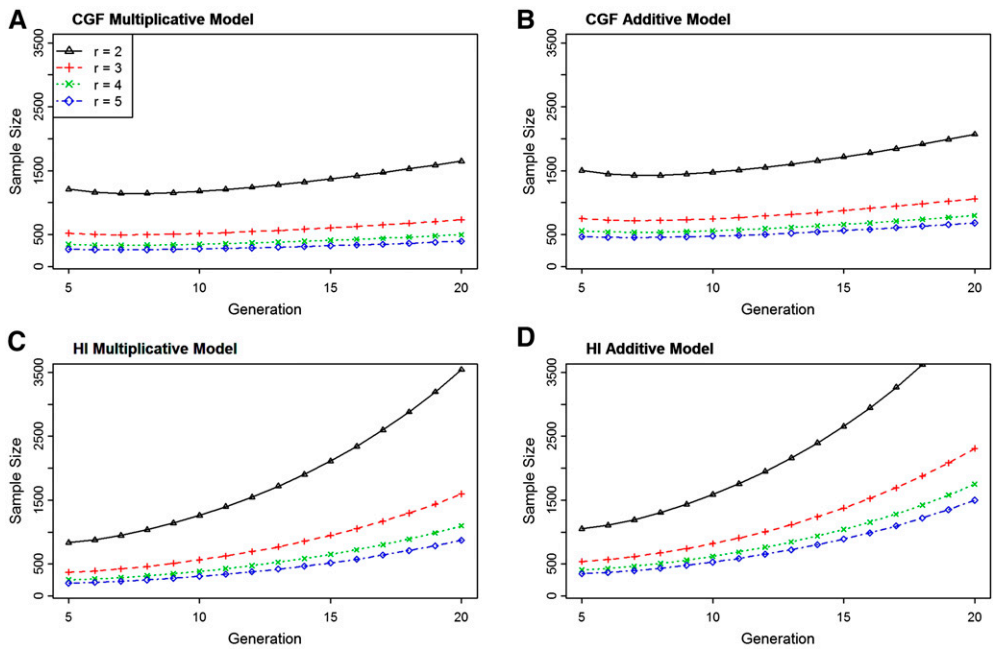 A CGF Multiplicative Model
3500
2500
1500
500
0
Sample Size
r = 2
r = 3
r = 4
r = 5
5 10 15 20
Generation
B CGF Additive Model
3500
2500
1500
500
0
Sample Size
5 10 15 20
Generation
C HI Multiplicative Model
3500
2500
1500
500
0
Sample Size
5 10 15 20
Generation
D HI Additive Model
3500
2500
1500
500
0
Sample Size
5 10 15 20
Generation